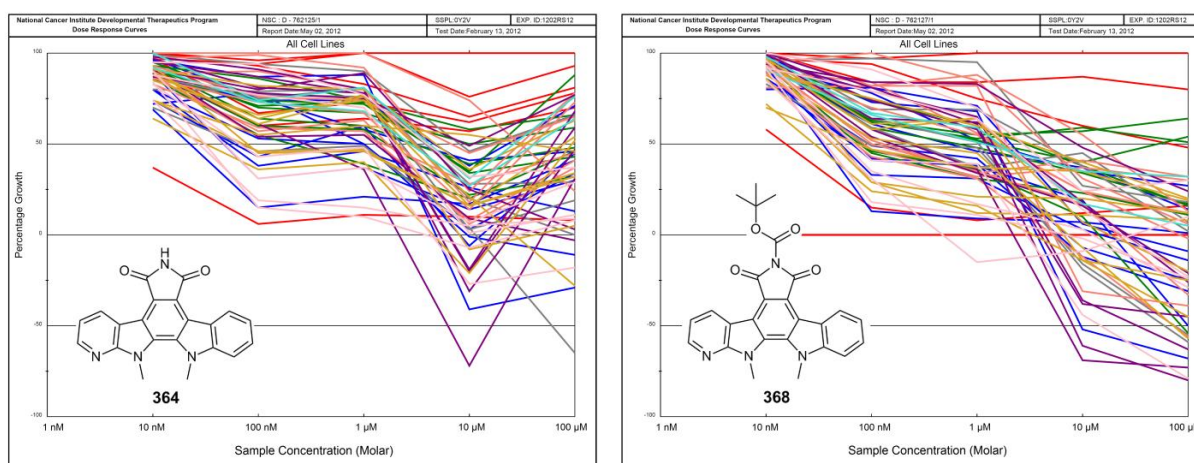 National Cancer Institute Developmental Therapeutics Program
Dose Response Curves
NSC : D - 762125/1
SSPL:0Y2V
EXP. ID:1202RS12
Report Date:May 02, 2012
Test Date:February 13, 2012
All Cell Lines
Percentage Growth
100
50
0
-50
-100
H
N
O
O
N
N
N
364
1 nM
10 nM
100 nM
1 µM
10 µM
100 µM
Sample Concentration (Molar)
National Cancer Institute Developmental Therapeutics Program
Dose Response Curves
NSC : D - 762127/1
SSPL:0Y2V
EXP. ID:1202RS12
Report Date:May 02, 2012
Test Date:February 13, 2012
All Cell Lines
Percentage Growth
100
50
0
-50
-100
O
O
N
O
O
N
N
N
368
1 nM
10 nM
100 nM
1 µM
10 µM
100 µM
Sample Concentration (Molar)